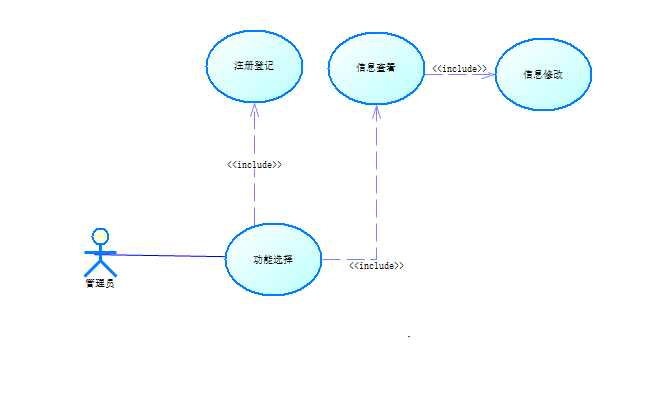 注册登记
信息查看
<<include>>
信息修改
<<include>>
功能选择
<<include>>
管理员